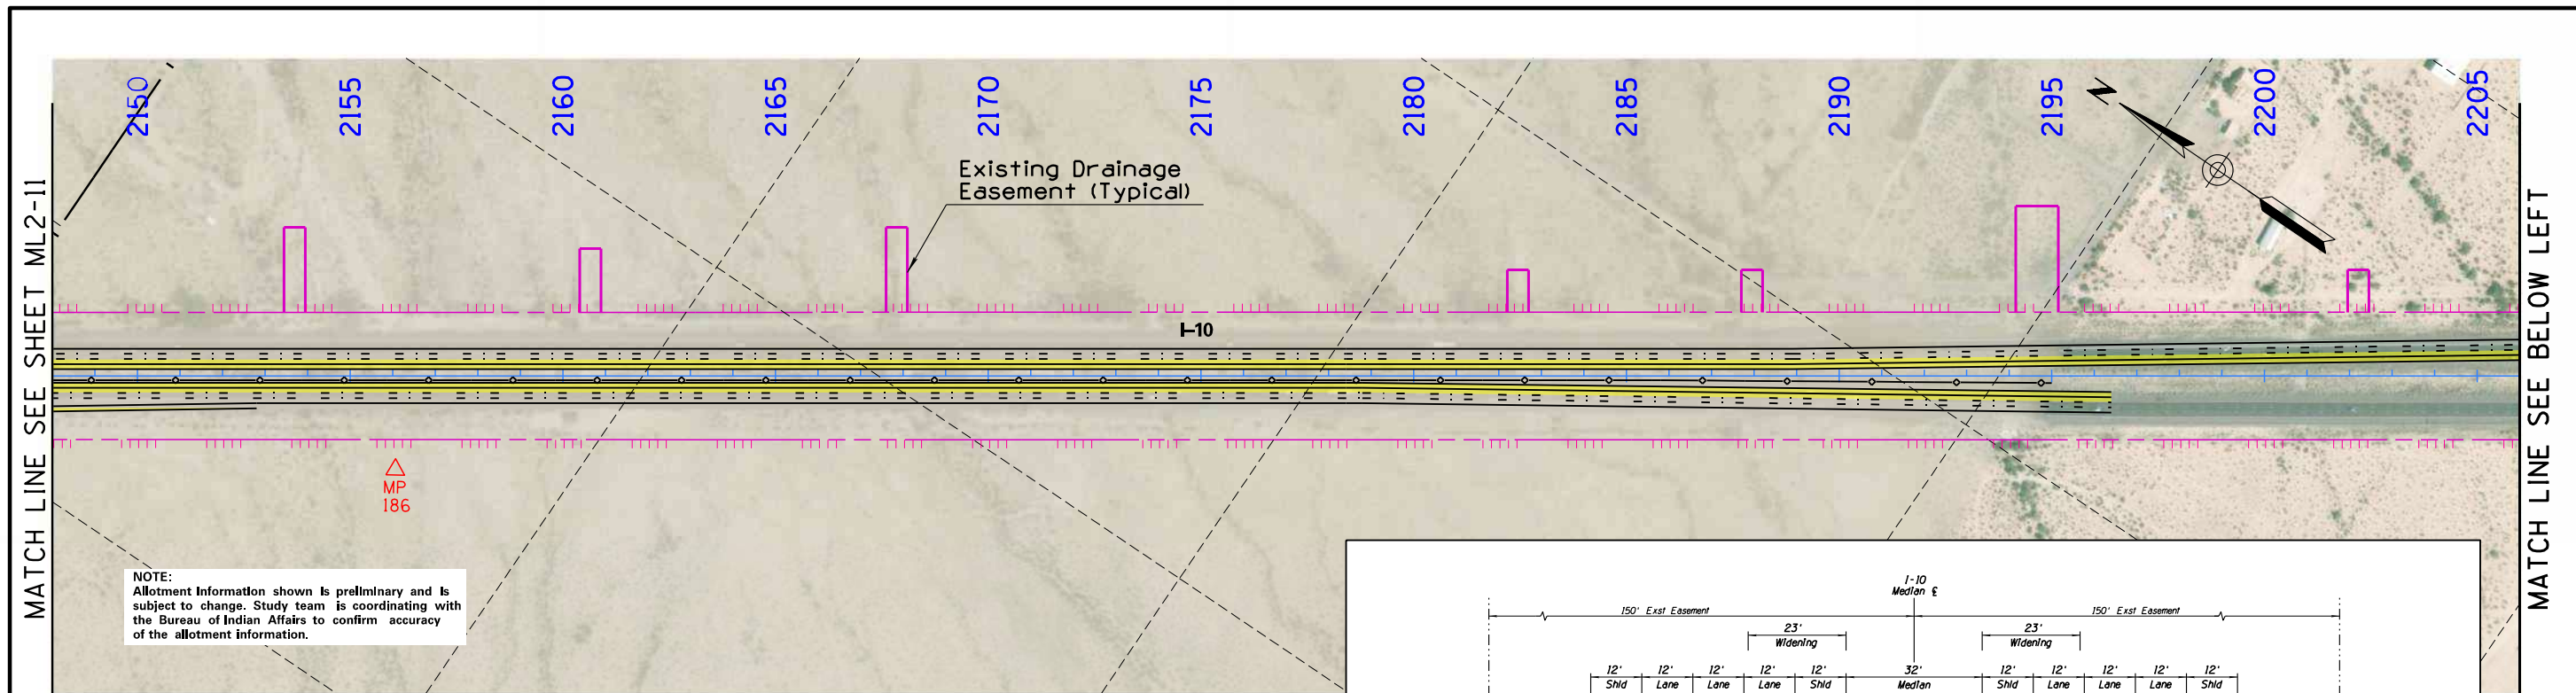 2150 2155 2160 2165 2170 2175 2180 2185 2190 2195 2200 2205
N
Existing Drainage
Easement (Typical)
MATCH LINE SEE SHEET ML2-11
MATCH LINE SEE BELOW LEFT
I-10
MP
186
NOTE:
Allotment Information shown is preliminary and is
subject to change. Study team is coordinating with
the Bureau of Indian Affairs to confirm accuracy
of the allotment information.
I-10
Median ℄
150' Exst Easement 150' Exst Easement
23' 23'
Widening Widening
12' 12' 12' 12' 12' 32' 12' 12' 12' 12' 12'
Shld Lane Lane Lane Shld Median Shld Lane Lane Lane Shld